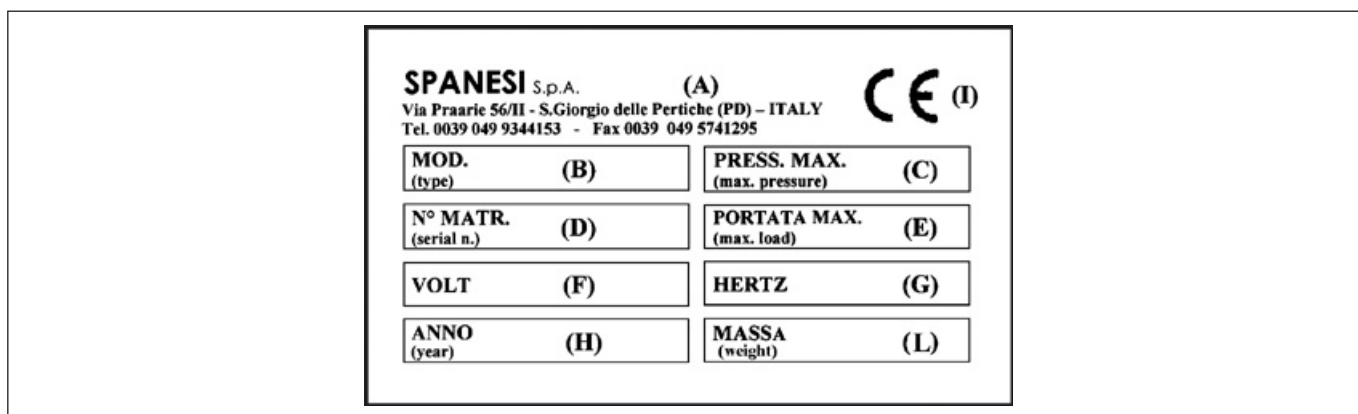 SPANESI S.p.A. (A) CE (I)
Via Praarie 56/II - S.Giorgio delle Pertiche (PD) – ITALY
Tel. 0039 049 9344153 - Fax 0039 049 5741295
MOD. (B) PRESS. MAX. (C)
(type) (max. pressure)
N° MATR. (D) PORTATA MAX. (E)
(serial n.) (max. load)
VOLT (F) HERTZ (G)
ANNO (H) MASSA (L)
(year) (weight)